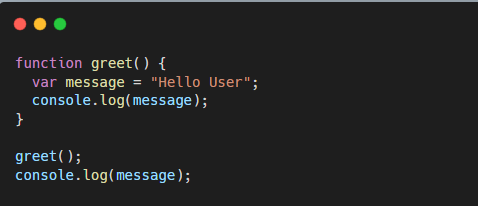 function greet() {
  var message = "Hello User";
  console.log(message);
}

greet();
console.log(message);